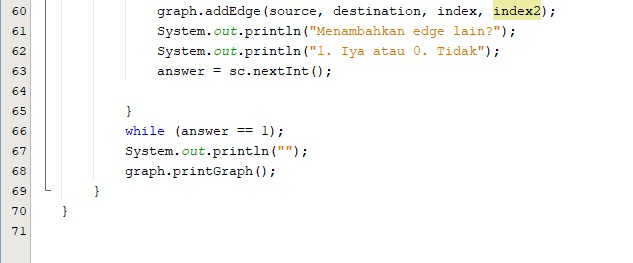 60 graph.addEdge(source, destination, index, index2);
61 System.out.println("Menambahkan edge lain?");
62 System.out.println("1. Iya atau 0. Tidak");
63 answer = sc.nextInt();
64
65 }
66 while (answer == 1);
67 System.out.println("");
68 graph.printGraph();
69 }
70 }
71